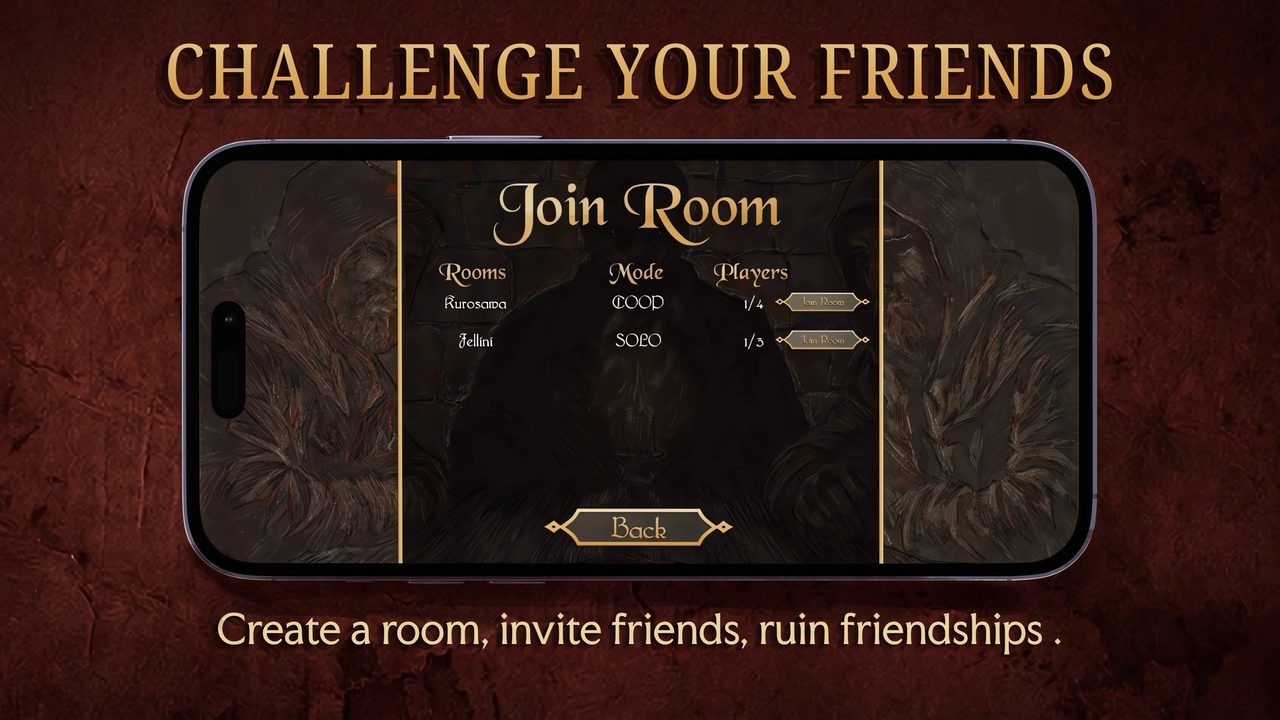 CHALLENGE YOUR FRIENDS
Join Room
Rooms Mode Players
Kurosawa COOP 1/4 Join Room
Fellini SOLO 1/3 Join Room
Back
Create a room, invite friends, ruin friendships .